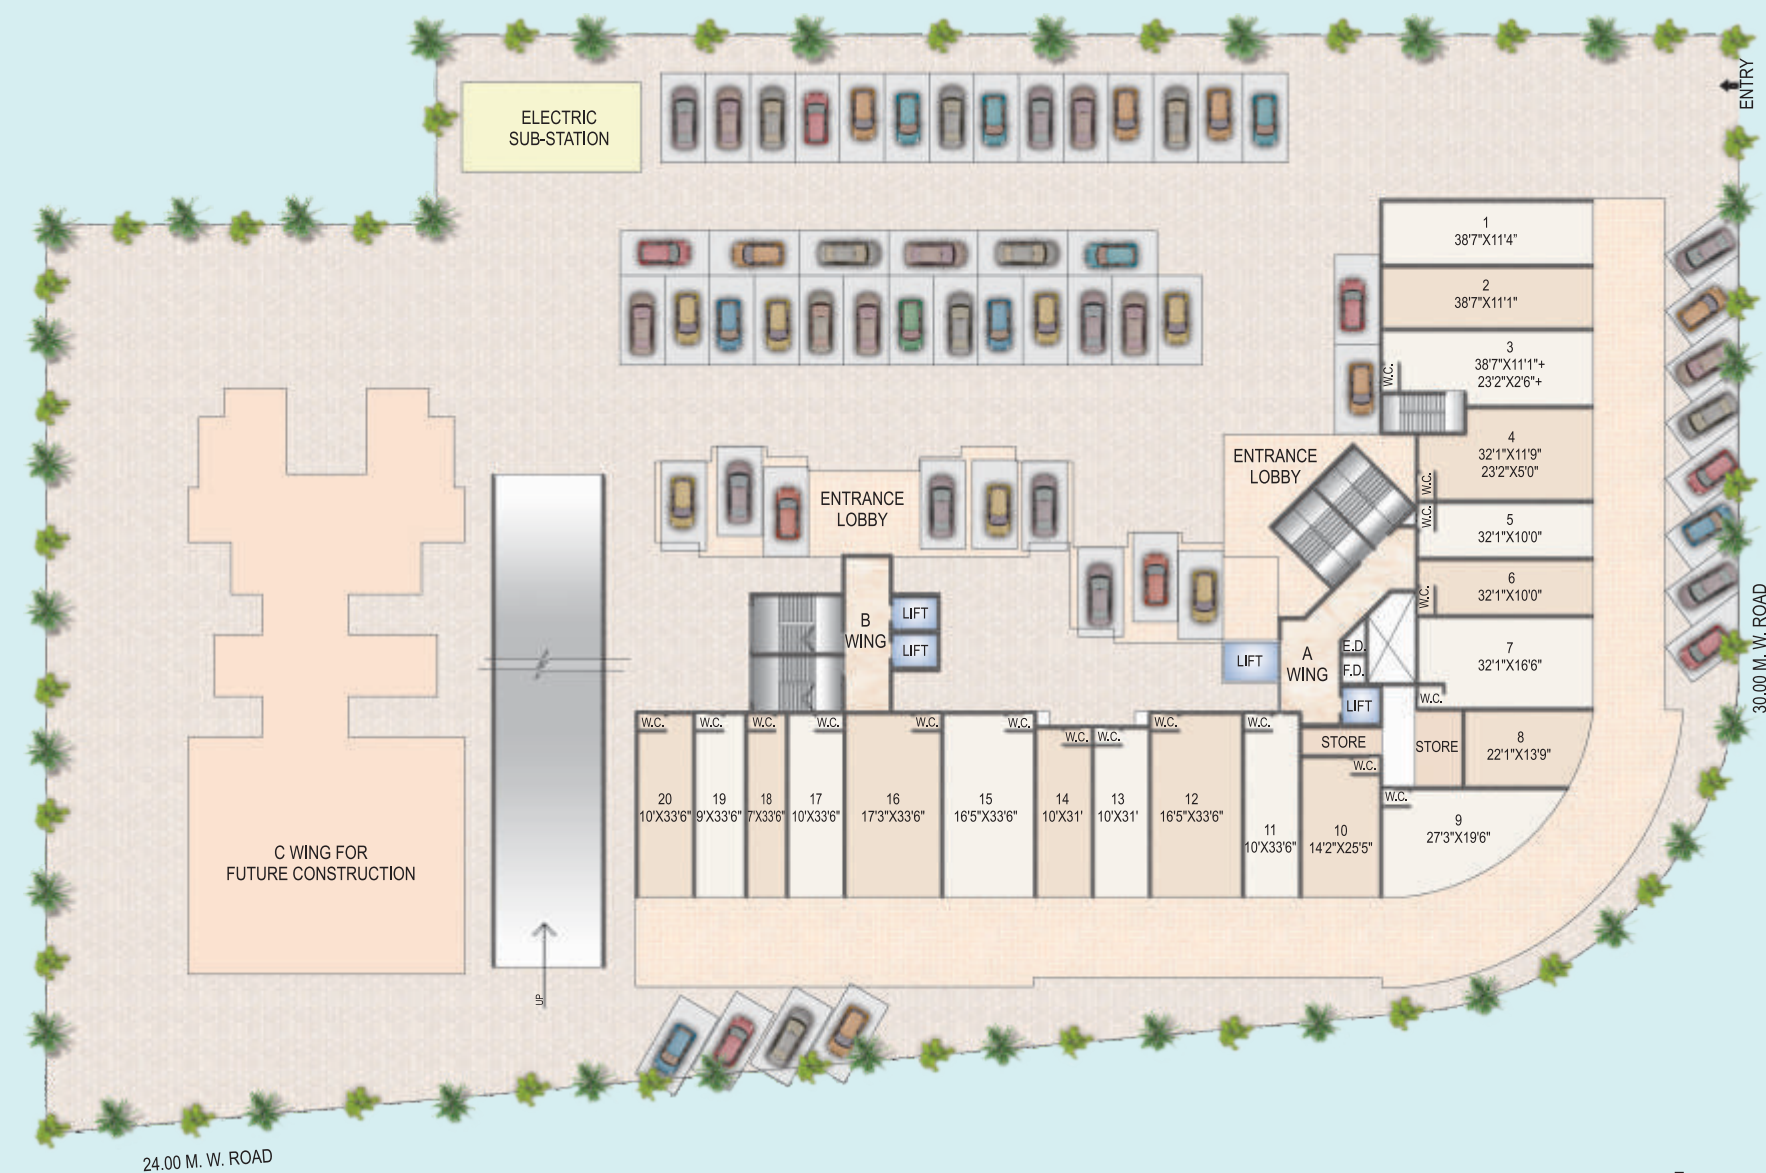 ENTRY
ELECTRIC
SUB-STATION
1
38'7"X11'4"
2
38'7"X11'1"
3
38'7"X11'1"+
23'2"X2'6"+
W.C.
4
32'1"X11'9"
23'2"X5'0"
W.C.
ENTRANCE
LOBBY
ENTRANCE
LOBBY
5
32'1"X10'0"
W.C.
6
32'1"X10'0"
W.C.
B
WING
LIFT
LIFT
LIFT
A
WING
E.D.
F.D.
LIFT
7
32'1"X16'6"
W.C.
30.00 M. W. ROAD
STORE
STORE
8
22'1"X13'9"
W.C.
W.C.
W.C.
W.C.
W.C.
W.C.
W.C.
W.C.
W.C.
W.C.
W.C.
W.C.
20
10'X33'6"
19
9'X33'6"
18
7'X33'6"
17
10'X33'6"
16
17'3"X33'6"
15
16'5"X33'6"
14
10'X31'
13
10'X31'
12
16'5"X33'6"
11
10'X33'6"
10
14'2"X25'5"
9
27'3"X19'6"
C WING FOR
FUTURE CONSTRUCTION
UP
24.00 M. W. ROAD